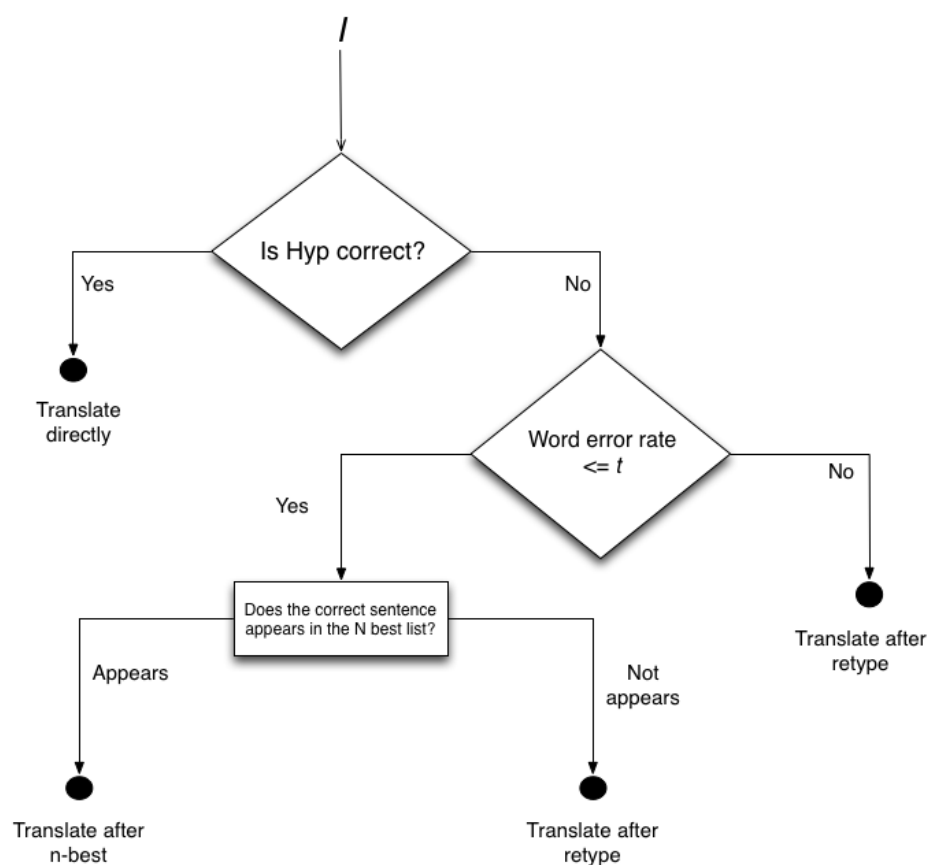 I
Is Hyp correct?
Yes
No
Translate
directly
Word error rate
<= t
Yes
No
Does the correct sentence
appears in the N best list?
Translate after
retype
Appears
Not
appears
Translate after
n-best
Translate after
retype